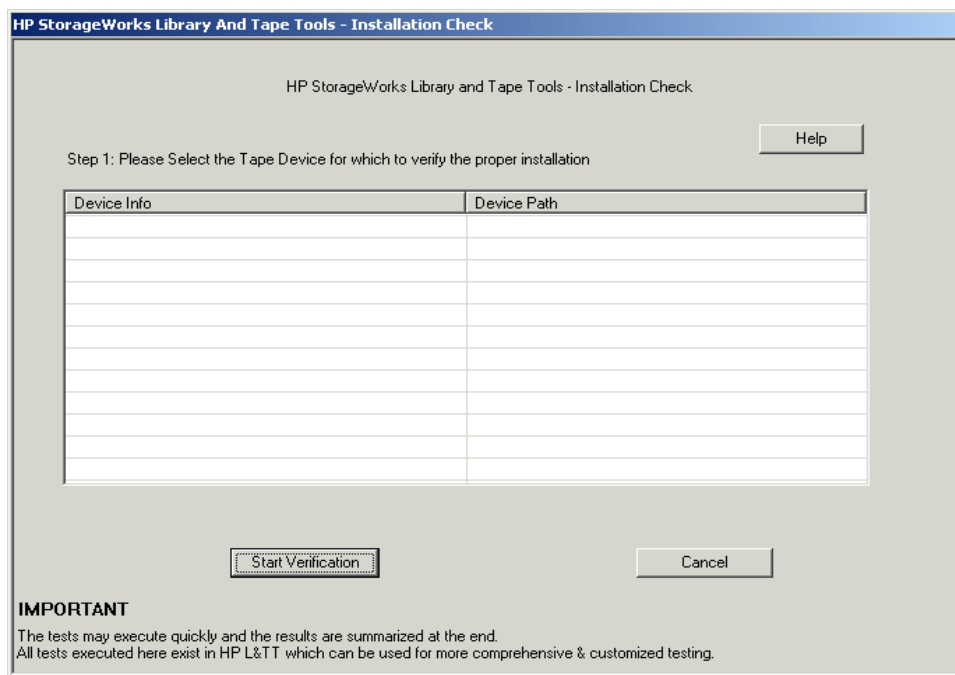 HP StorageWorks Library And Tape Tools - Installation Check
HP StorageWorks Library and Tape Tools - Installation Check
Help
Step 1: Please Select the Tape Device for which to verify the proper installation
Device Info Device Path
Start Verification Cancel
IMPORTANT
The tests may execute quickly and the results are summarized at the end.
All tests executed here exist in HP L&TT which can be used for more comprehensive & customized testing.